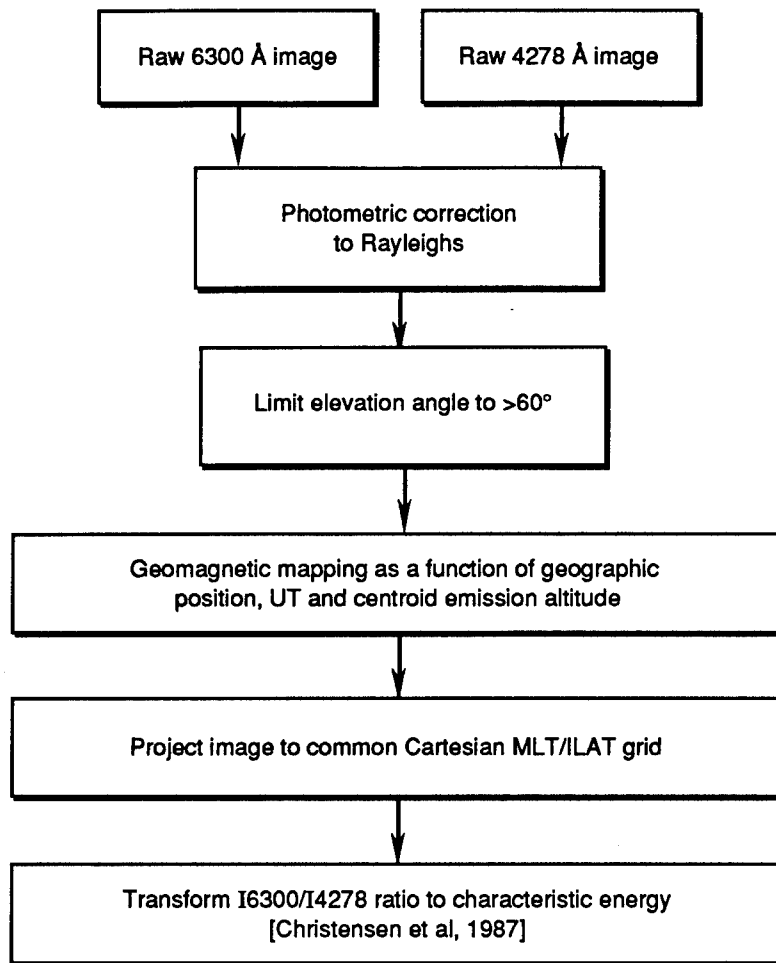 Raw 6300 Å image
Raw 4278 Å image
Photometric correction
to Rayleighs
Limit elevation angle to >60°
Geomagnetic mapping as a function of geographic
position, UT and centroid emission altitude
Project image to common Cartesian MLT/ILAT grid
Transform I6300/I4278 ratio to characteristic energy
[Christensen et al, 1987]